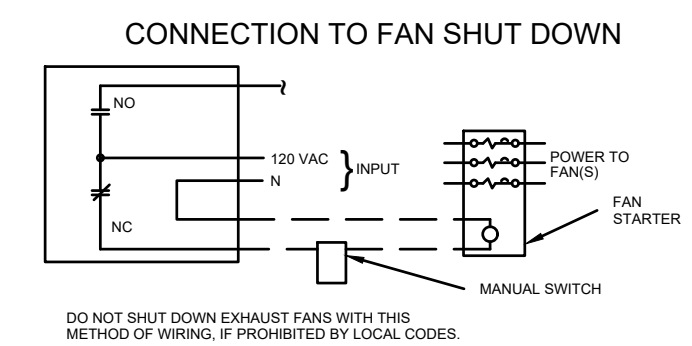 CONNECTION TO FAN SHUT DOWN
NO
120 VAC
INPUT
N
NC
POWER TO
FAN(S)
FAN
STARTER
MANUAL SWITCH
DO NOT SHUT DOWN EXHAUST FANS WITH THIS
METHOD OF WIRING, IF PROHIBITED BY LOCAL CODES.